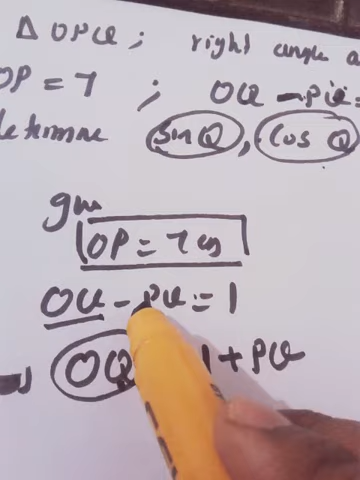 Δ OPQ ; right angle a
OP = 7 ; OQ - PQ =
determine sin Q , cos Q
gm
OP = 7 cm
OQ - PQ = 1
OQ 1 + PQ